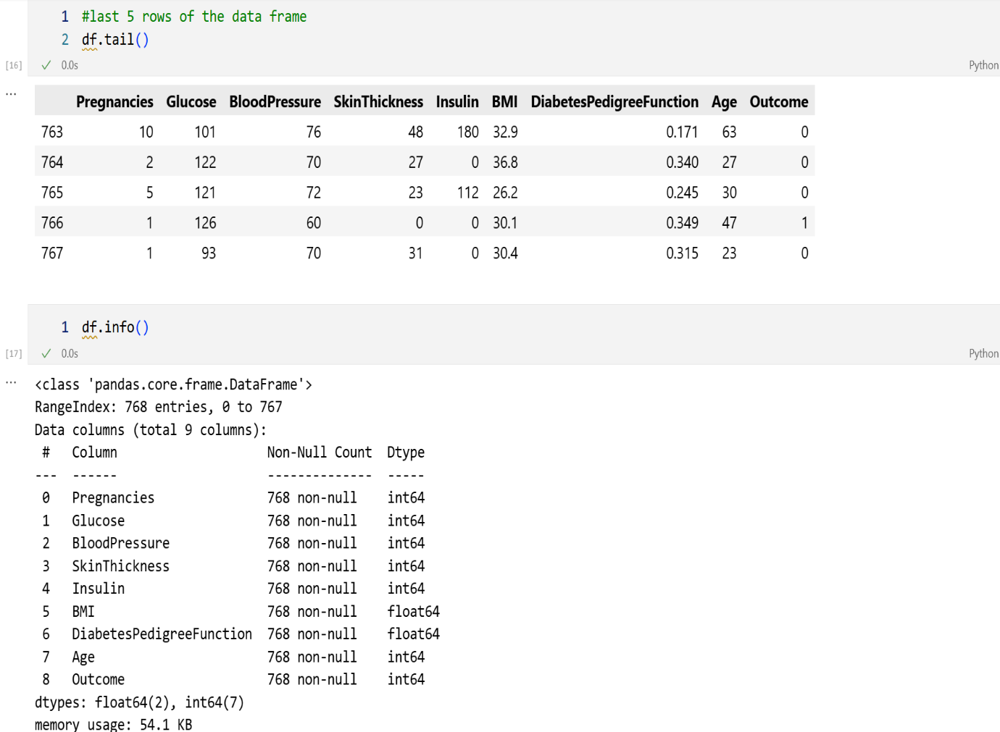 1 #last 5 rows of the data frame
2 df.tail()
[16] ✓ 0.0s Python
... Pregnancies Glucose BloodPressure SkinThickness Insulin BMI DiabetesPedigreeFunction Age Outcome
763 10 101 76 48 180 32.9 0.171 63 0
764 2 122 70 27 0 36.8 0.340 27 0
765 5 121 72 23 112 26.2 0.245 30 0
766 1 126 60 0 0 30.1 0.349 47 1
767 1 93 70 31 0 30.4 0.315 23 0
1 df.info()
[17] ✓ 0.0s Python
... <class 'pandas.core.frame.DataFrame'>
RangeIndex: 768 entries, 0 to 767
Data columns (total 9 columns):
# Column Non-Null Count Dtype
--- ------ -------------- -----
0 Pregnancies 768 non-null int64
1 Glucose 768 non-null int64
2 BloodPressure 768 non-null int64
3 SkinThickness 768 non-null int64
4 Insulin 768 non-null int64
5 BMI 768 non-null float64
6 DiabetesPedigreeFunction 768 non-null float64
7 Age 768 non-null int64
8 Outcome 768 non-null int64
dtypes: float64(2), int64(7)
memory usage: 54.1 KB